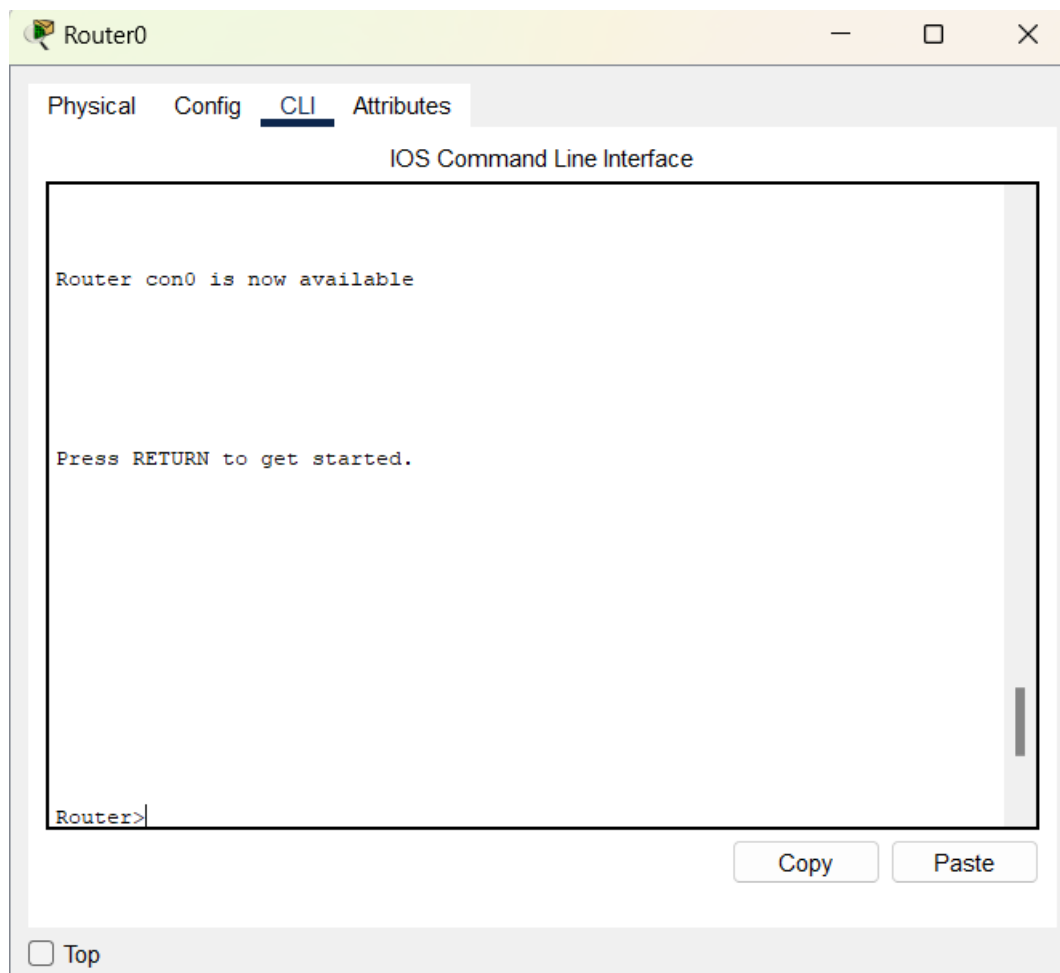 Router0
Physical Config CLI Attributes
IOS Command Line Interface
Router con0 is now available
Press RETURN to get started.
Router>
Copy Paste
Top